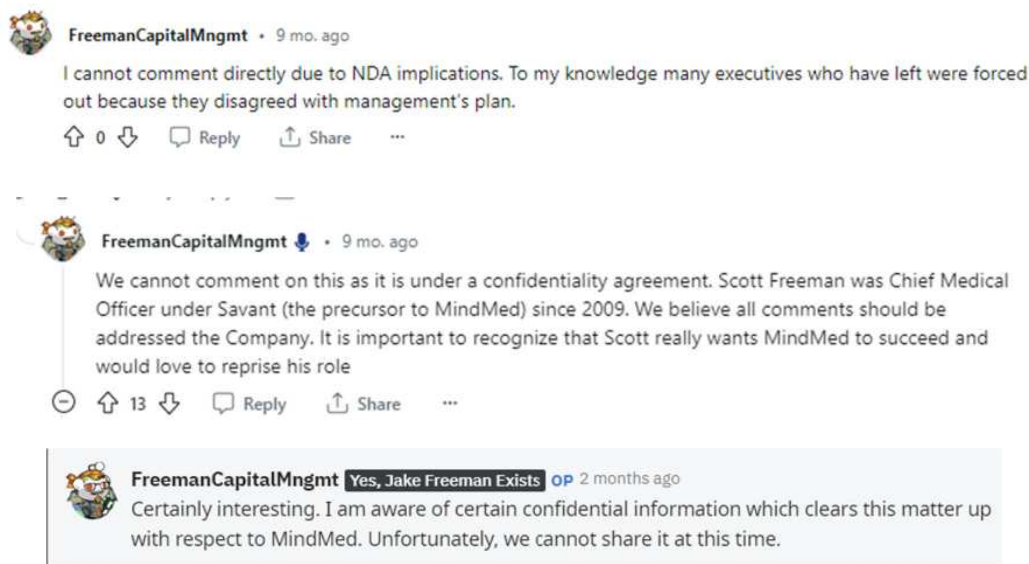 FreemanCapitalMngmt • 9 mo. ago
I cannot comment directly due to NDA implications. To my knowledge many executives who have left were forced
out because they disagreed with management's plan.
0 Reply Share ...
FreemanCapitalMngmt • 9 mo. ago
We cannot comment on this as it is under a confidentiality agreement. Scott Freeman was Chief Medical
Officer under Savant (the precursor to MindMed) since 2009. We believe all comments should be
addressed the Company. It is important to recognize that Scott really wants MindMed to succeed and
would love to reprise his role
13 Reply Share ...
FreemanCapitalMngmt Yes, Jake Freeman Exists OP 2 months ago
Certainly interesting. I am aware of certain confidential information which clears this matter up
with respect to MindMed. Unfortunately, we cannot share it at this time.